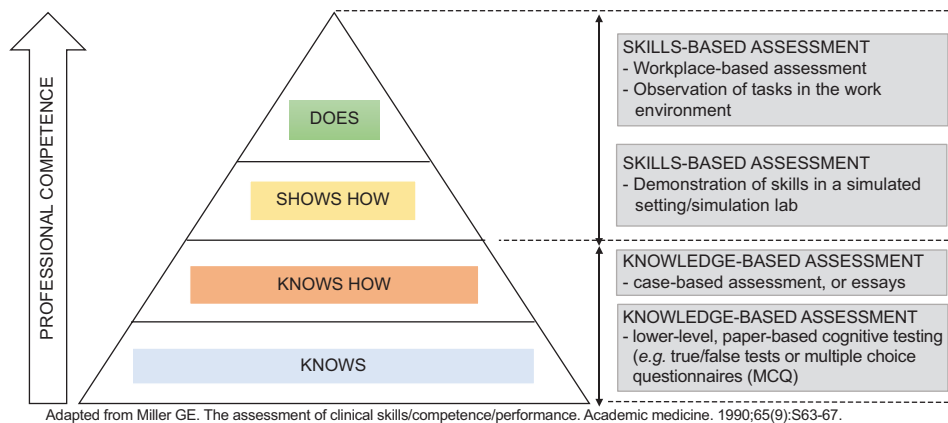 PROFESSIONAL COMPETENCE
DOES
SHOWS HOW
KNOWS HOW
KNOWS
SKILLS-BASED ASSESSMENT
- Workplace-based assessment
- Observation of tasks in the work
environment
SKILLS-BASED ASSESSMENT
- Demonstration of skills in a simulated
setting/simulation lab
KNOWLEDGE-BASED ASSESSMENT
- case-based assessment, or essays
KNOWLEDGE-BASED ASSESSMENT
- lower-level, paper-based cognitive testing
(e.g. true/false tests or multiple choice
questionnaires (MCQ)
Adapted from Miller GE. The assessment of clinical skills/competence/performance. Academic medicine. 1990;65(9):S63-67.